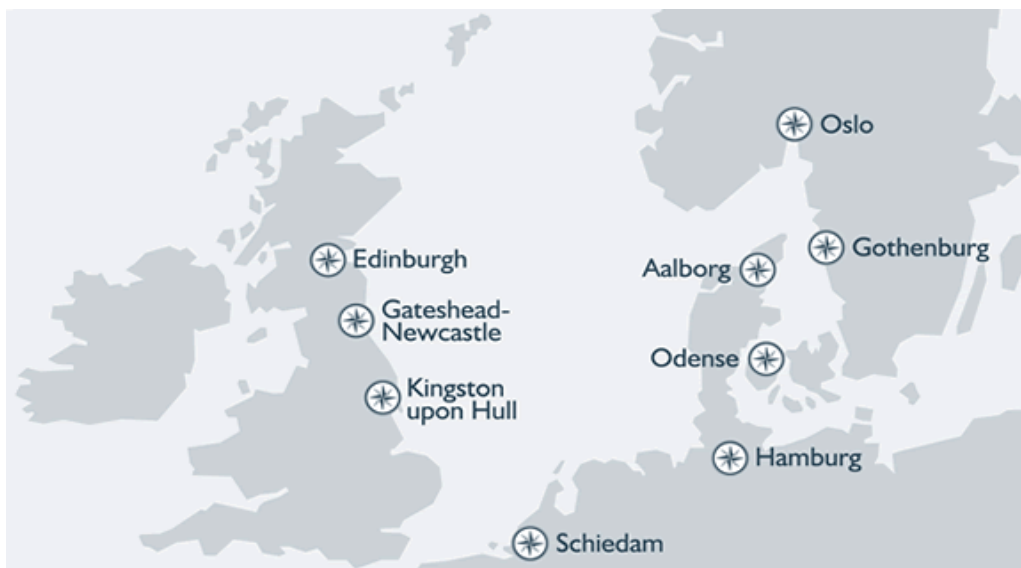 Oslo
Gothenburg
Edinburgh
Aalborg
Gateshead-
Newcastle
Odense
Kingston
upon Hull
Hamburg
Schiedam